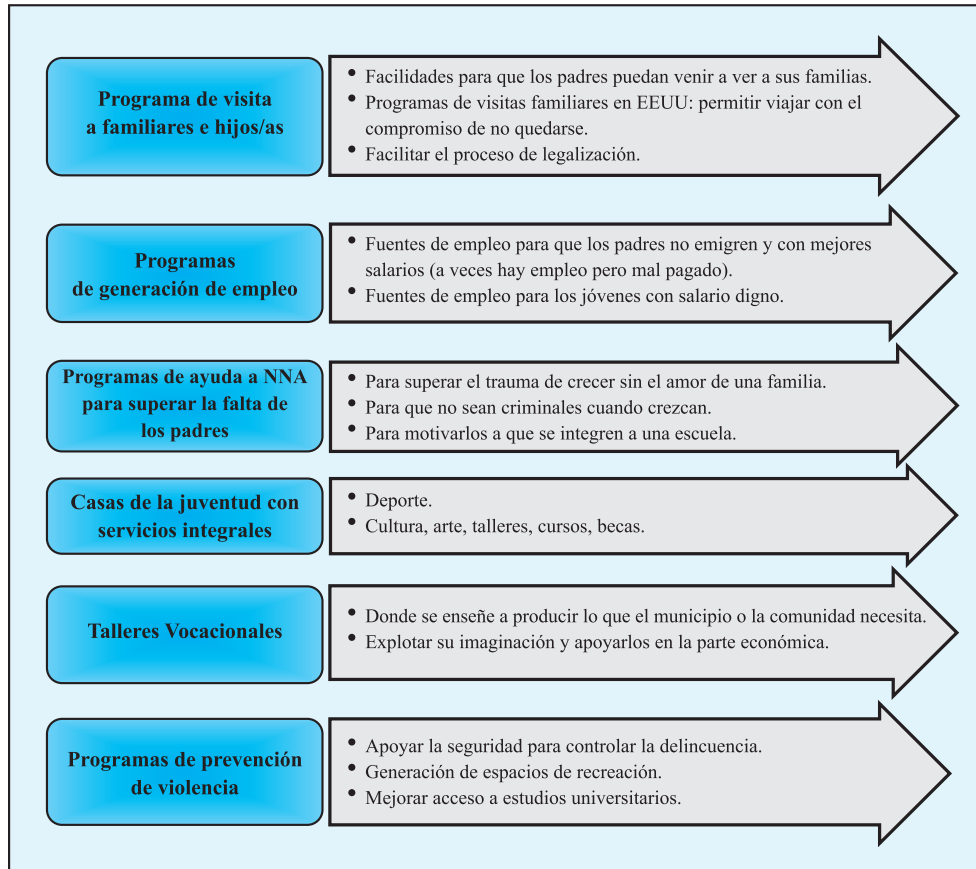 Programa de visita
a familiares e hijos/as
• Facilidades para que los padres puedan venir a ver a sus familias.
• Programas de visitas familiares en EEUU: permitir viajar con el
compromiso de no quedarse.
• Facilitar el proceso de legalización.
Programas
de generación de empleo
• Fuentes de empleo para que los padres no emigren y con mejores
salarios (a veces hay empleo pero mal pagado).
• Fuentes de empleo para los jóvenes con salario digno.
Programas de ayuda a NNA
para superar la falta de
los padres
• Para superar el trauma de crecer sin el amor de una familia.
• Para que no sean criminales cuando crezcan.
• Para motivarlos a que se integren a una escuela.
Casas de la juventud con
servicios integrales
• Deporte.
• Cultura, arte, talleres, cursos, becas.
Talleres Vocacionales
• Donde se enseñe a producir lo que el municipio o la comunidad necesita.
• Explotar su imaginación y apoyarlos en la parte económica.
Programas de prevención
de violencia
• Apoyar la seguridad para controlar la delincuencia.
• Generación de espacios de recreación.
• Mejorar acceso a estudios universitarios.